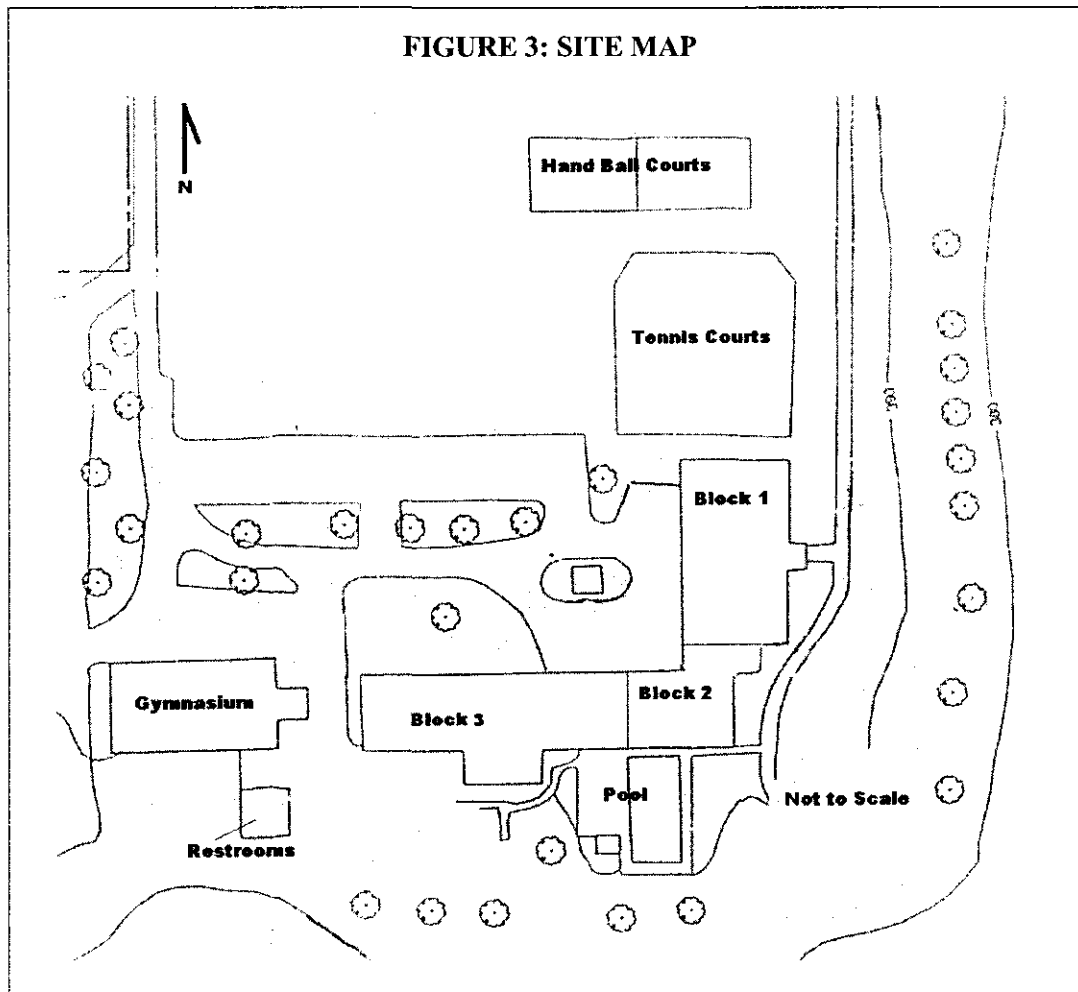 FIGURE 3: SITE MAP
N
Hand Ball Courts
Tennis Courts
Block 1
Gymnasium
Block 3
Block 2
Pool
Not to Scale
Restrooms